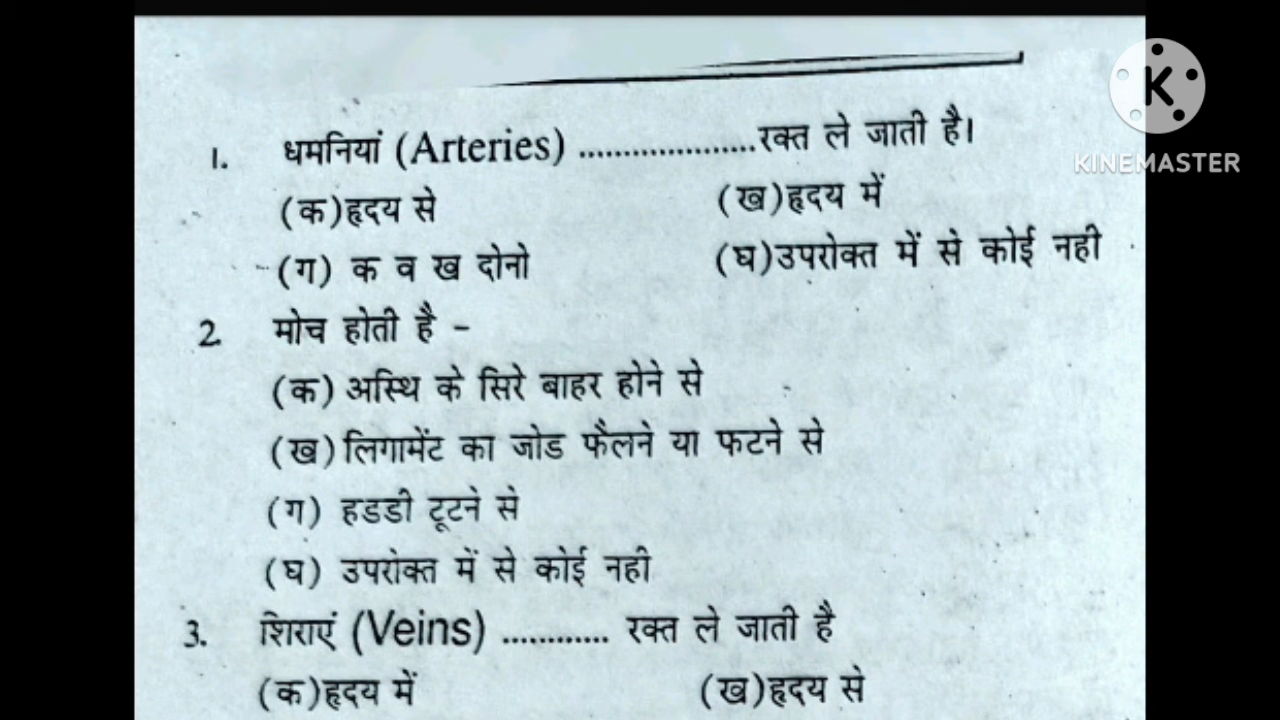 1. धमनियां (Arteries) ....................रक्त ले जाती है।
(क)हृदय से (ख)हृदय में
(ग) क व ख दोनो (घ)उपरोक्त में से कोई नही
2 मोच होती है -
(क) अस्थि के सिरे बाहर होने से
(ख) लिगामेंट का जोड फैलने या फटने से
(ग) हडडी टूटने से
(घ) उपरोक्त में से कोई नही
3. शिराएं (Veins) ............ रक्त ले जाती है
(क)हृदय में (ख)हृदय से
K
KINEMASTER